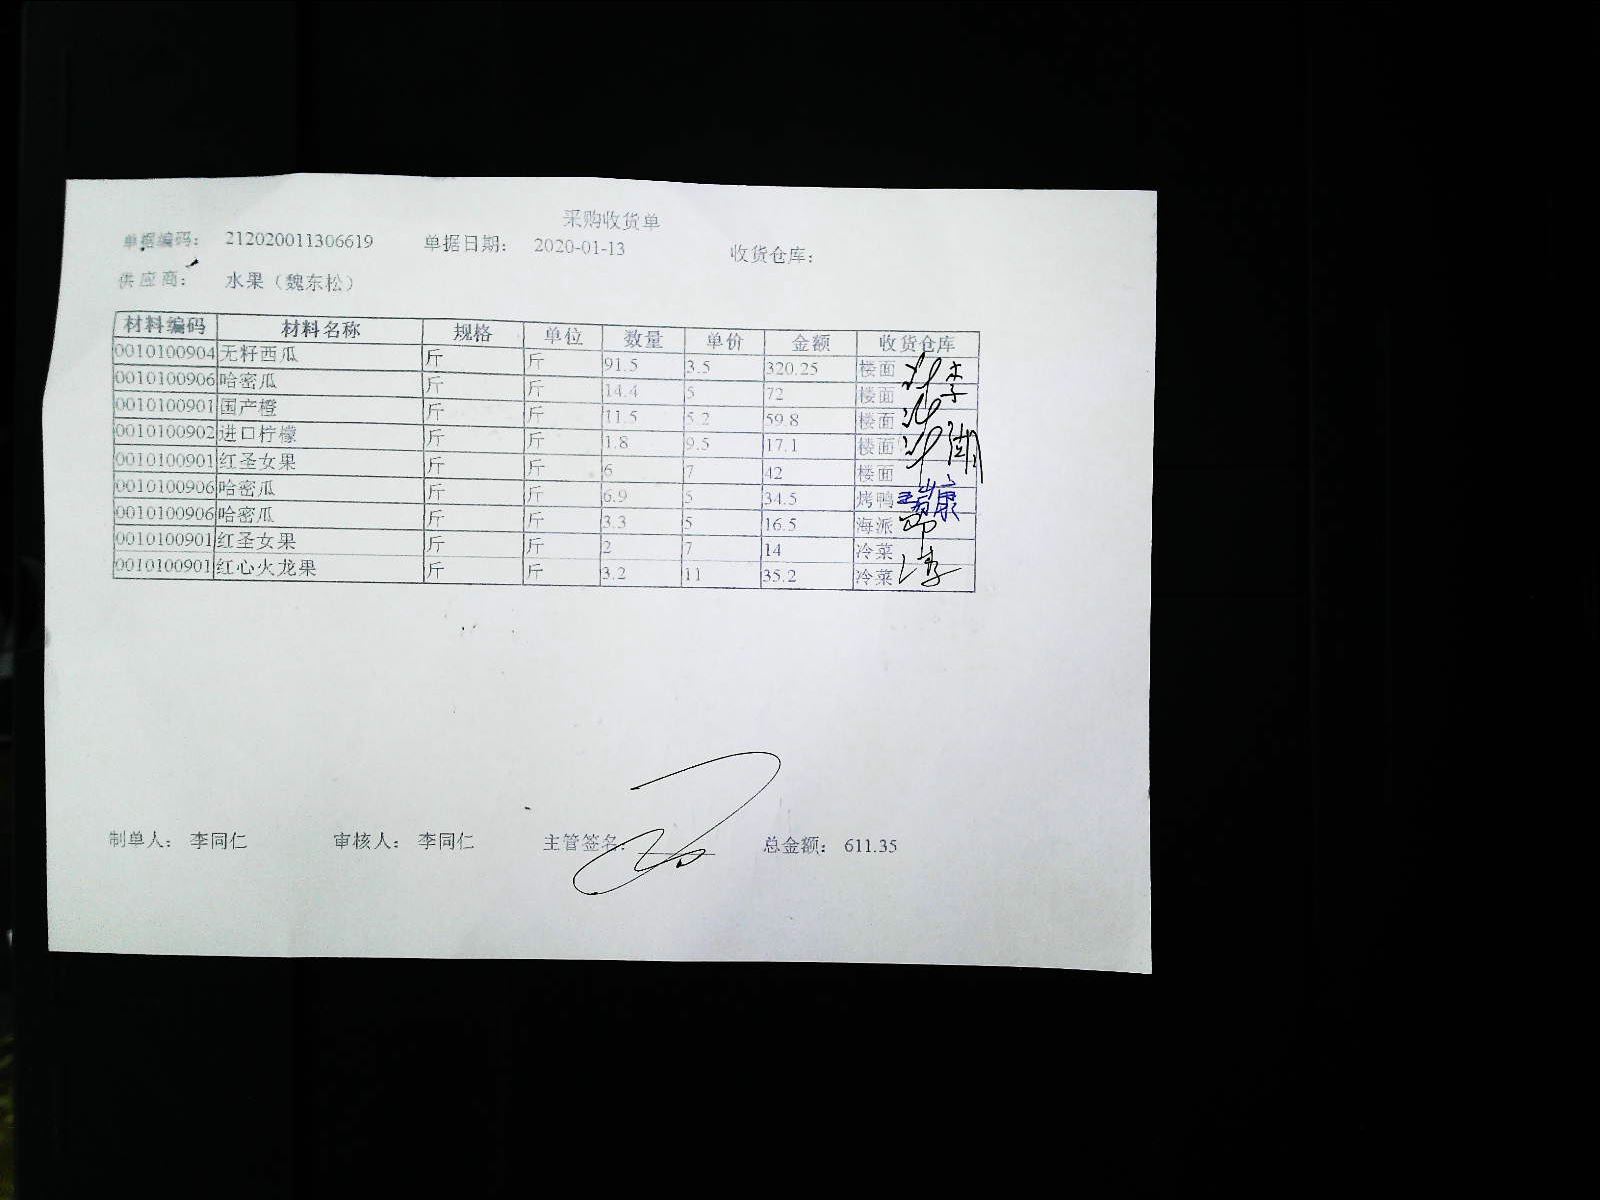 采购收货单
单据编码： 212020011306619 单据日期： 2020-01-13 收货仓库：
供应商： 水果（魏东松）
材料编码 材料名称 规格 单位 数量 单价 金额 收货仓库
0010100904 无籽西瓜 斤 斤 91.5 3.5 320.25 楼面
0010100906 哈密瓜 斤 斤 14.4 5 72 楼面
0010100901 国产橙 斤 斤 11.5 5.2 59.8 楼面
0010100902 进口柠檬 斤 斤 1.8 9.5 17.1 楼面
0010100901 红圣女果 斤 斤 6 7 42 楼面
0010100906 哈密瓜 斤 斤 6.9 5 34.5 烤鸭
0010100906 哈密瓜 斤 斤 3.3 5 16.5 海派
0010100901 红圣女果 斤 斤 2 7 14 冷菜
0010100901 红心火龙果 斤 斤 3.2 11 35.2 冷菜
制单人： 李同仁 审核人： 李同仁 主管签名： 总金额： 611.35